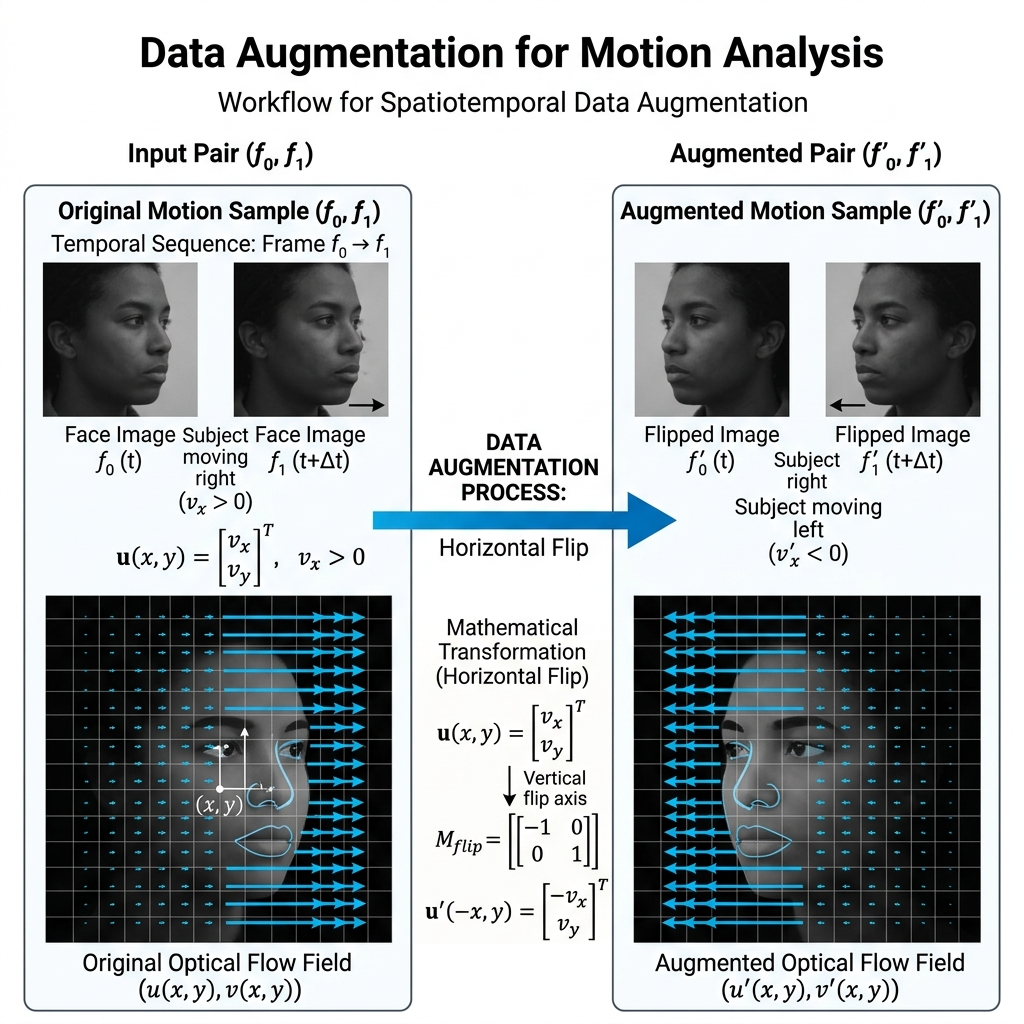 Data Augmentation for Motion Analysis
Workflow for Spatiotemporal Data Augmentation
Input Pair (f₀, f₁)
Original Motion Sample (f₀, f₁)
Temporal Sequence: Frame f₀ → f₁
Face Image
f₀ (t)
Subject
moving
right
(vₓ > 0)
Face Image
f₁ (t+Δt)
u(x, y) = [vₓ v_y]ᵀ, vₓ > 0
(x, y)
Original Optical Flow Field
(u(x, y), v(x, y))
DATA
AUGMENTATION
PROCESS:
Horizontal Flip
Mathematical
Transformation
(Horizontal Flip)
u(x, y) = [vₓ v_y]ᵀ
↓ Vertical
flip axis
M_flip = [[−1 0 0 1]]
u′(−x, y) = [−vₓ v_y]ᵀ
Augmented Pair (f′₀, f′₁)
Augmented Motion Sample (f′₀, f′₁)
Flipped Image
f′₀ (t)
Subject
right
Flipped Image
f′₁ (t+Δt)
Subject moving
left
(v′ₓ < 0)
Augmented Optical Flow Field
(u′(x, y), v′(x, y))